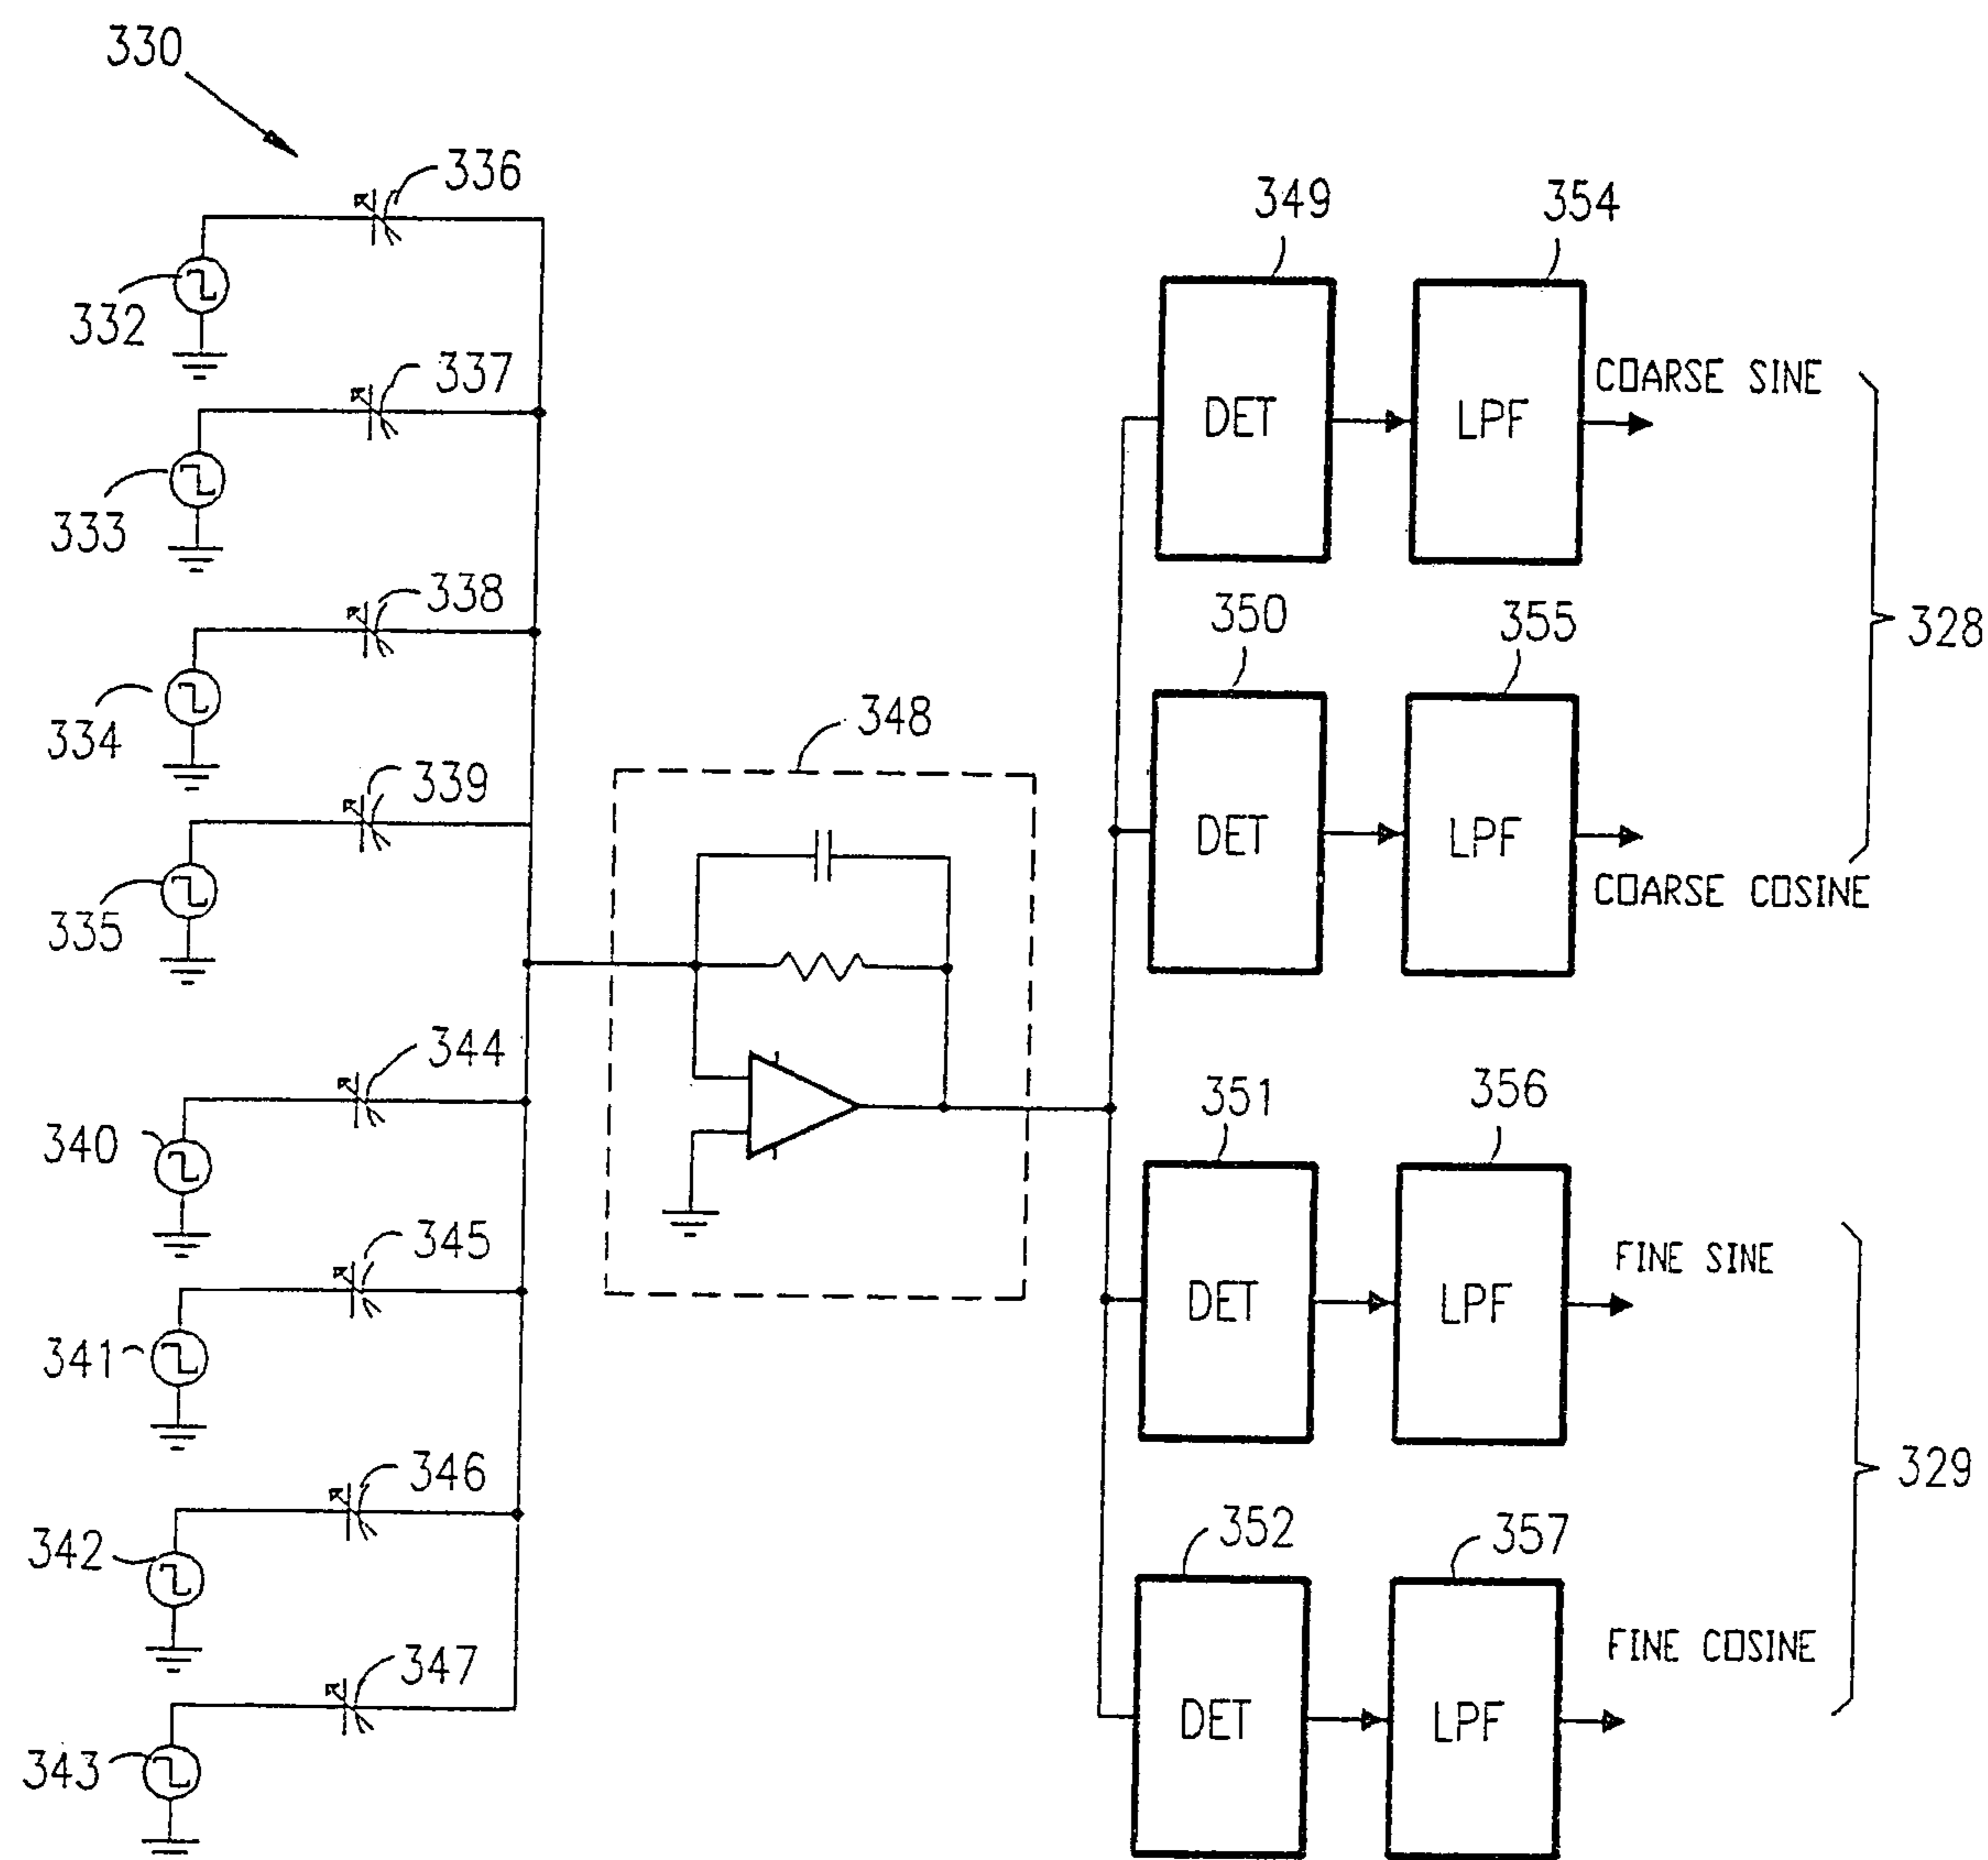 330
336
332
337
333
338
334
339
335
344
340
345
341
346
342
347
343
348
349
354
DET
LPF
COARSE SINE
350
355
DET
LPF
COARSE COSINE
328
351
356
DET
LPF
FINE SINE
352
357
DET
LPF
FINE COSINE
329